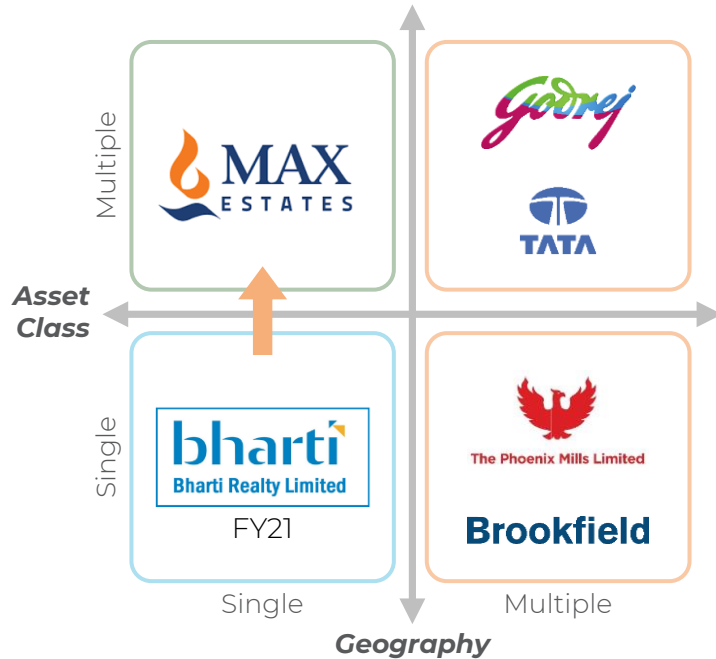 Multiple
MAX
ESTATES
Godrej
TATA
Asset
Class
Single
bharti
Bharti Realty Limited
FY21
The Phoenix Mills Limited
Brookfield
Single
Multiple
Geography